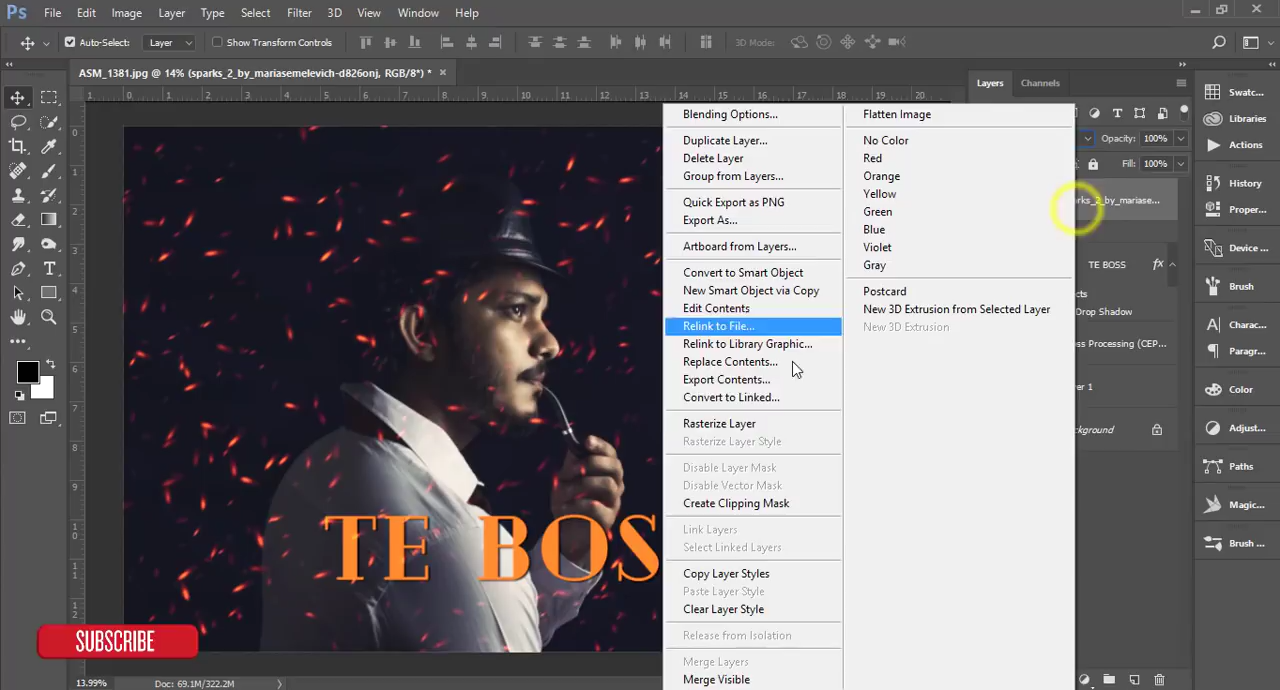 Ps File Edit Image Layer Type Select Filter 3D View Window Help
Auto-Select: Layer Show Transform Controls 3D Mode:
ASM_1381.jpg @ 14% (sparks_2_by_mariasemelevich-d826onj, RGB/8*) *
Layers Channels
Opacity: 100%
Fill: 100%
rks_2_by_mariase...
TE BOSS fx
cts
Drop Shadow
oss Processing (CEP...
er 1
ckground
Swatc...
Libraries
Actions
History
Proper...
Device ...
Brush
Charac...
Paragr...
Color
Adjust...
Paths
Magic...
Brush ...
Blending Options...
Duplicate Layer...
Delete Layer
Group from Layers...
Quick Export as PNG
Export As...
Artboard from Layers...
Convert to Smart Object
New Smart Object via Copy
Edit Contents
Relink to File...
Relink to Library Graphic...
Replace Contents...
Export Contents...
Convert to Linked...
Rasterize Layer
Rasterize Layer Style
Disable Layer Mask
Disable Vector Mask
Create Clipping Mask
Link Layers
Select Linked Layers
Copy Layer Styles
Paste Layer Style
Clear Layer Style
Release from Isolation
Merge Layers
Merge Visible
Flatten Image
No Color
Red
Orange
Yellow
Green
Blue
Violet
Gray
Postcard
New 3D Extrusion from Selected Layer
New 3D Extrusion
TE BOS
SUBSCRIBE
13.99% Doc: 69.1M/322.2M